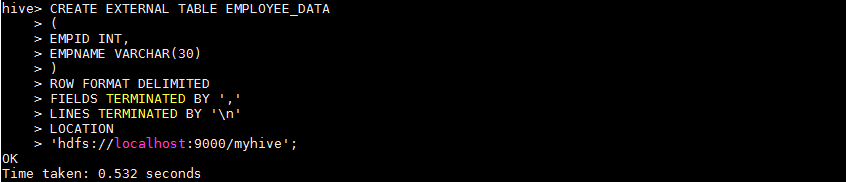 hive> CREATE EXTERNAL TABLE EMPLOYEE_DATA
    > (
    > EMPID INT,
    > EMPNAME VARCHAR(30)
    > )
    > ROW FORMAT DELIMITED
    > FIELDS TERMINATED BY ','
    > LINES TERMINATED BY '\n'
    > LOCATION
    > 'hdfs://localhost:9000/myhive';
OK
Time taken: 0.532 seconds